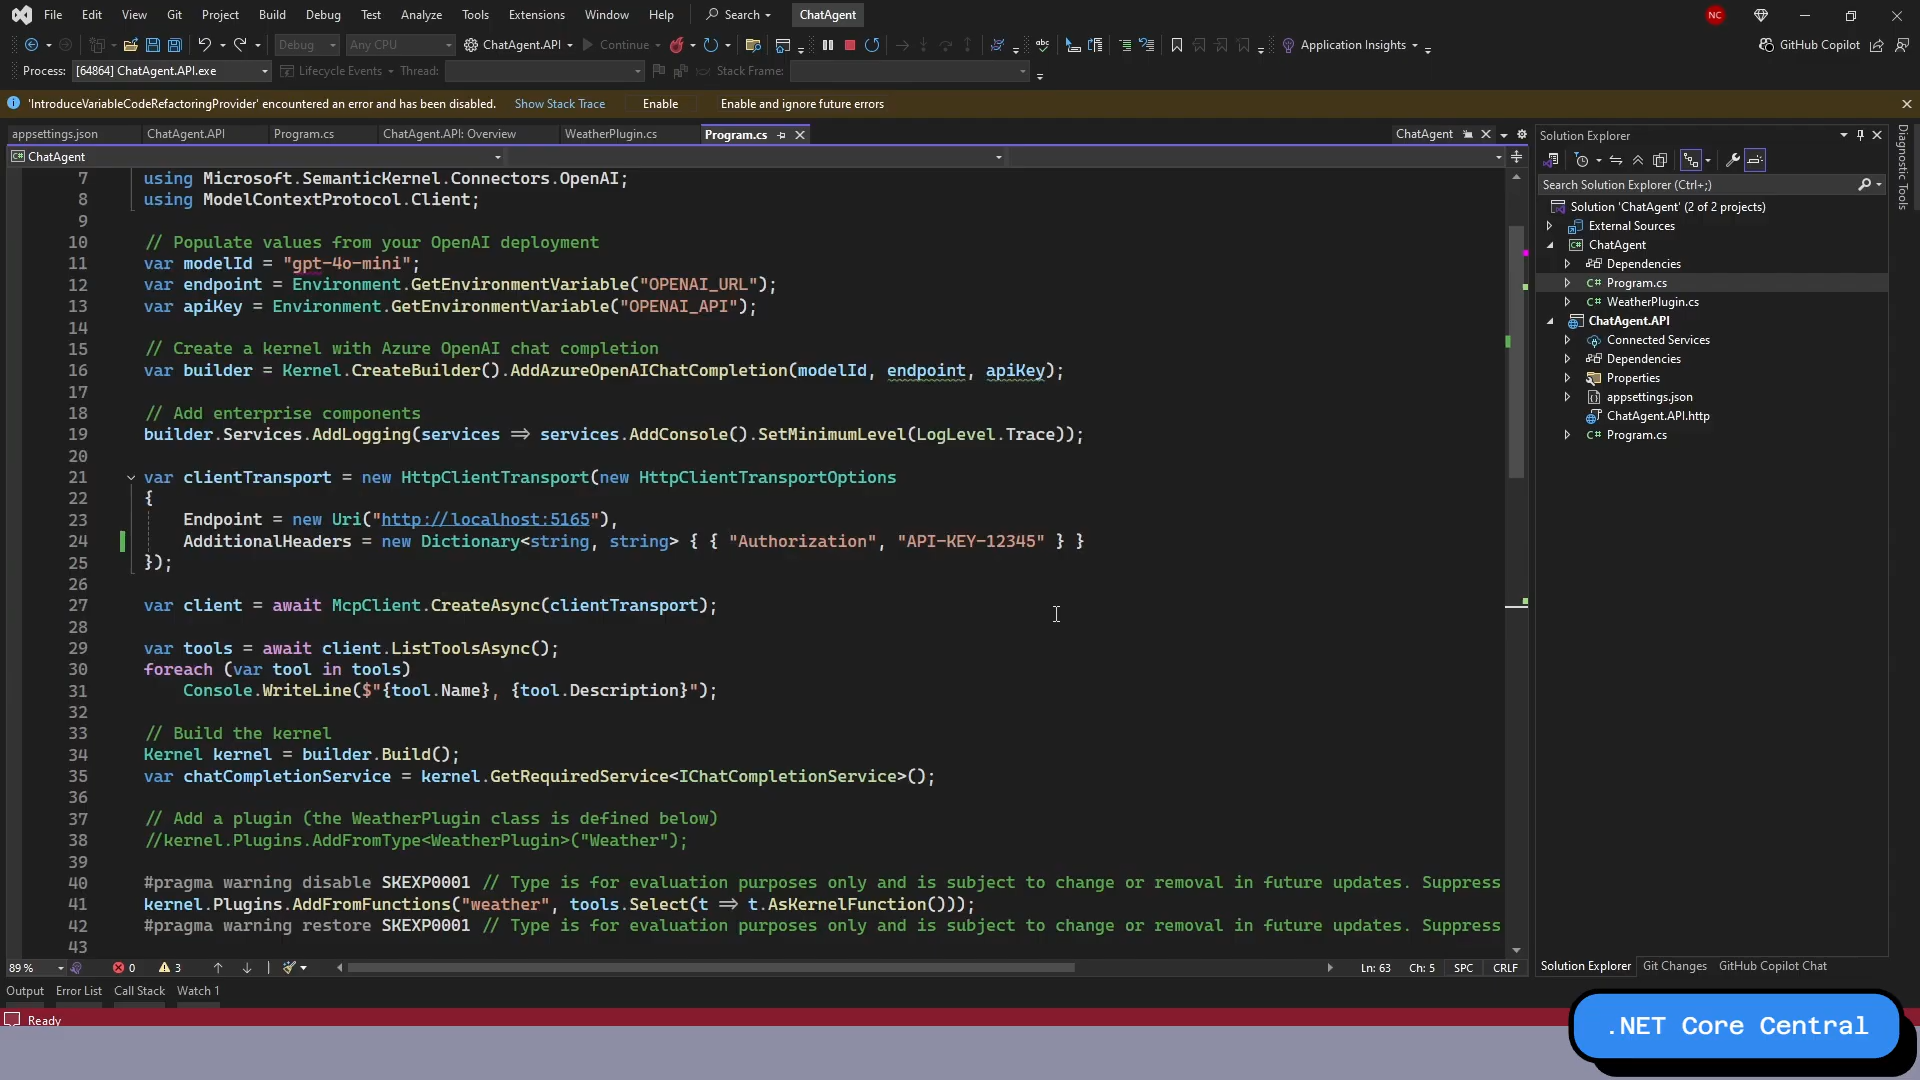 File Edit View Git Project Build Debug Test Analyze Tools Extensions Window Help Search ChatAgent NC
Debug Any CPU ChatAgent.API Continue Application Insights GitHub Copilot
Process: [64864] ChatAgent.API.exe Lifecycle Events Thread: Stack Frame:
'IntroduceVariableCodeRefactoringProvider' encountered an error and has been disabled. Show Stack Trace Enable Enable and ignore future errors
appsettings.json ChatAgent.API Program.cs ChatAgent.API: Overview WeatherPlugin.cs Program.cs ChatAgent
C# ChatAgent
7 using Microsoft.SemanticKernel.Connectors.OpenAI;
8 using ModelContextProtocol.Client;
9
10 // Populate values from your OpenAI deployment
11 var modelId = "gpt-4o-mini";
12 var endpoint = Environment.GetEnvironmentVariable("OPENAI_URL");
13 var apiKey = Environment.GetEnvironmentVariable("OPENAI_API");
14
15 // Create a kernel with Azure OpenAI chat completion
16 var builder = Kernel.CreateBuilder().AddAzureOpenAIChatCompletion(modelId, endpoint, apiKey);
17
18 // Add enterprise components
19 builder.Services.AddLogging(services => services.AddConsole().SetMinimumLevel(LogLevel.Trace));
20
21 var clientTransport = new HttpClientTransport(new HttpClientTransportOptions
22 {
23 Endpoint = new Uri("http://localhost:5165"),
24 AdditionalHeaders = new Dictionary<string, string> { { "Authorization", "API-KEY-12345" } }
25 });
26
27 var client = await McpClient.CreateAsync(clientTransport);
28
29 var tools = await client.ListToolsAsync();
30 foreach (var tool in tools)
31 Console.WriteLine($"{tool.Name}, {tool.Description}");
32
33 // Build the kernel
34 Kernel kernel = builder.Build();
35 var chatCompletionService = kernel.GetRequiredService<IChatCompletionService>();
36
37 // Add a plugin (the WeatherPlugin class is defined below)
38 //kernel.Plugins.AddFromType<WeatherPlugin>("Weather");
39
40 #pragma warning disable SKEXP0001 // Type is for evaluation purposes only and is subject to change or removal in future updates. Suppress
41 kernel.Plugins.AddFromFunctions("weather", tools.Select(t => t.AsKernelFunction()));
42 #pragma warning restore SKEXP0001 // Type is for evaluation purposes only and is subject to change or removal in future updates. Suppress
43
89 % 0 3 Ln: 63 Ch: 5 SPC CRLF
Output Error List Call Stack Watch 1
Ready
Solution Explorer
Search Solution Explorer (Ctrl+;)
Solution 'ChatAgent' (2 of 2 projects)
External Sources
C# ChatAgent
Dependencies
C# Program.cs
C# WeatherPlugin.cs
ChatAgent.API
Connected Services
Dependencies
Properties
appsettings.json
ChatAgent.API.http
C# Program.cs
Solution Explorer Git Changes GitHub Copilot Chat
Diagnostic Tools
.NET Core Central